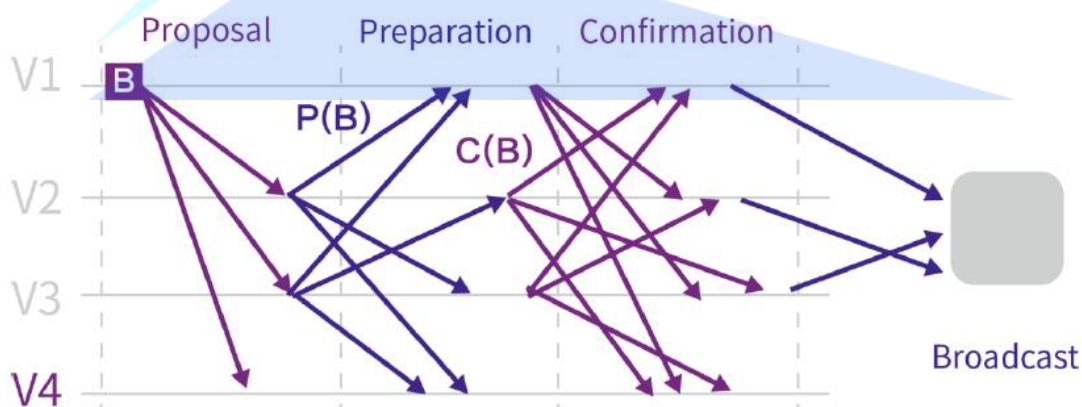 Proposal Preparation Confirmation
V1 B
P(B)
C(B)
V2
V3
V4
Broadcast